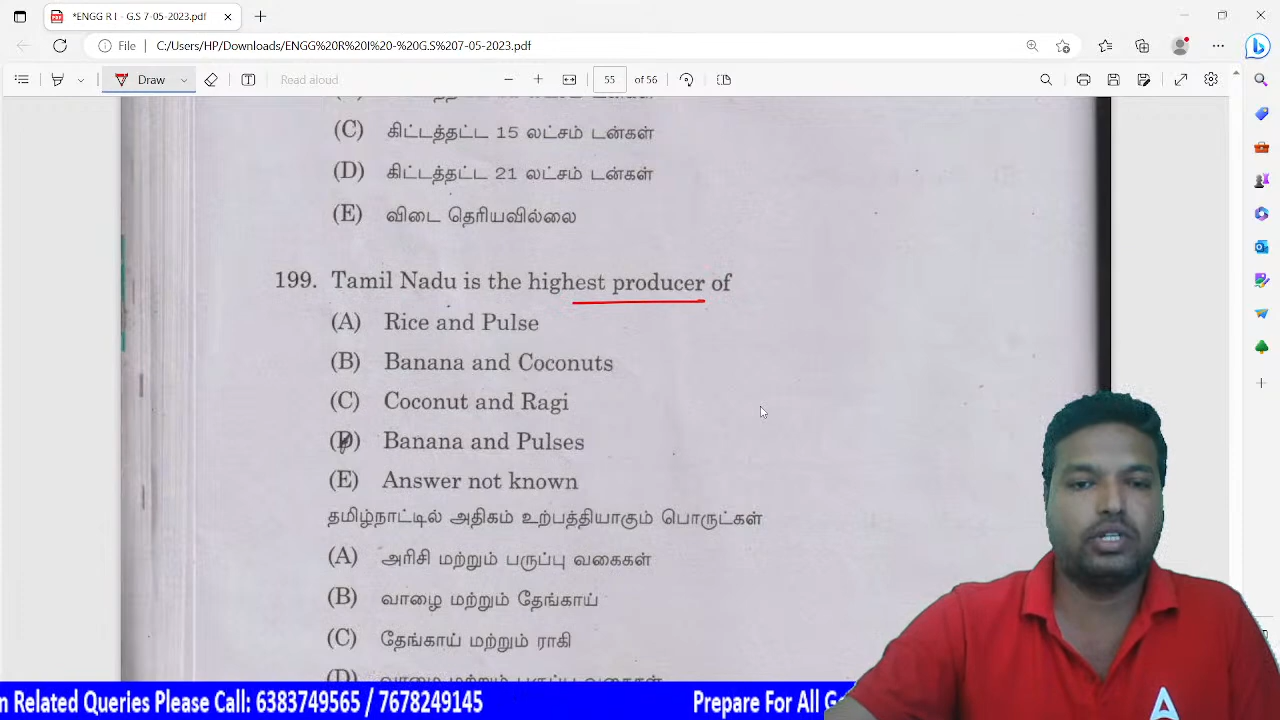 *ENGG R I - G.S 7-05-2023.pdf
File C:/Users/HP/Downloads/ENGG%20R%20I%20-%20G.S%207-05-2023.pdf
Draw Read aloud 55 of 56
(C) கிட்டத்தட்ட 15 லட்சம் டன்கள்
(D) கிட்டத்தட்ட 21 லட்சம் டன்கள்
(E) விடை தெரியவில்லை
199. Tamil Nadu is the highest producer of
(A) Rice and Pulse
(B) Banana and Coconuts
(C) Coconut and Ragi
(D) Banana and Pulses
(E) Answer not known
தமிழ்நாட்டில் அதிகம் உற்பத்தியாகும் பொருட்கள்
(A) அரிசி மற்றும் பருப்பு வகைகள்
(B) வாழை மற்றும் தேங்காய்
(C) தேங்காய் மற்றும் ராகி
(D) வாழை மற்றும் பருப்பு வகைகள்
n Related Queries Please Call: 6383749565 / 7678249145 Prepare For All G